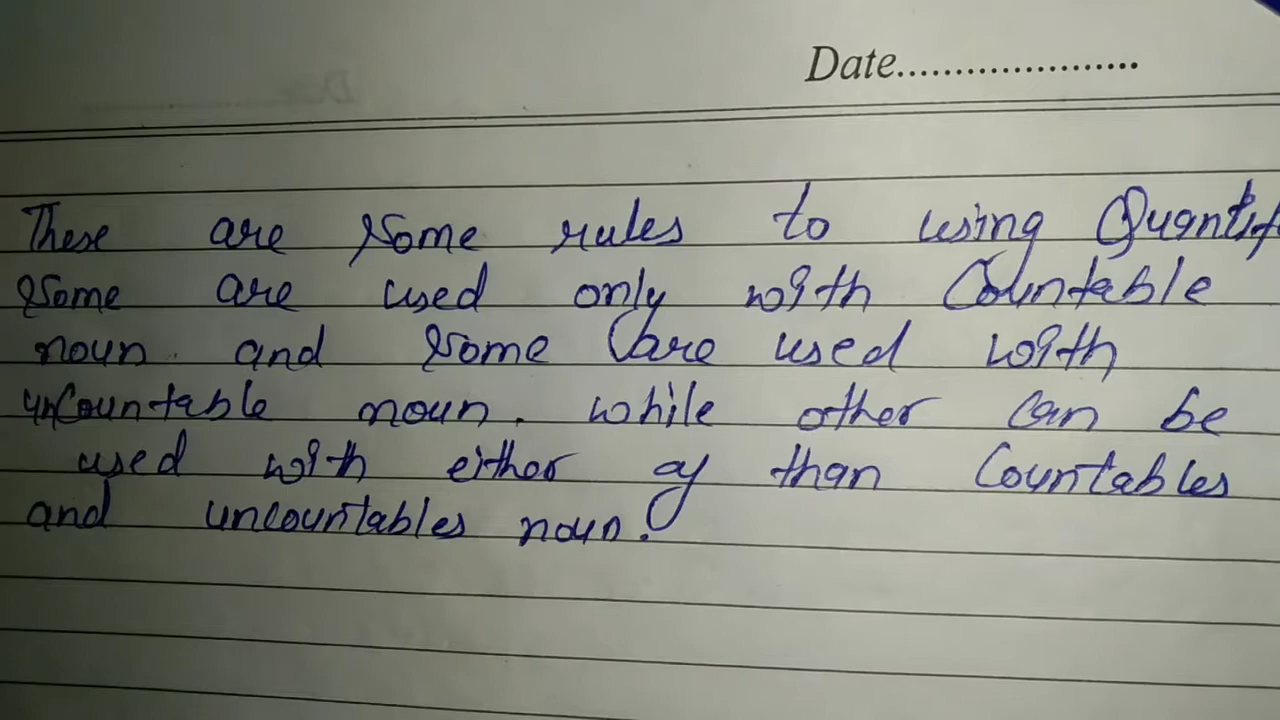 Date.....................
These are some rules to using Quantif
some are used only with Countable
noun and some are used with
unCountable noun. while other can be
used with either of than Countables
and uncountables noun.